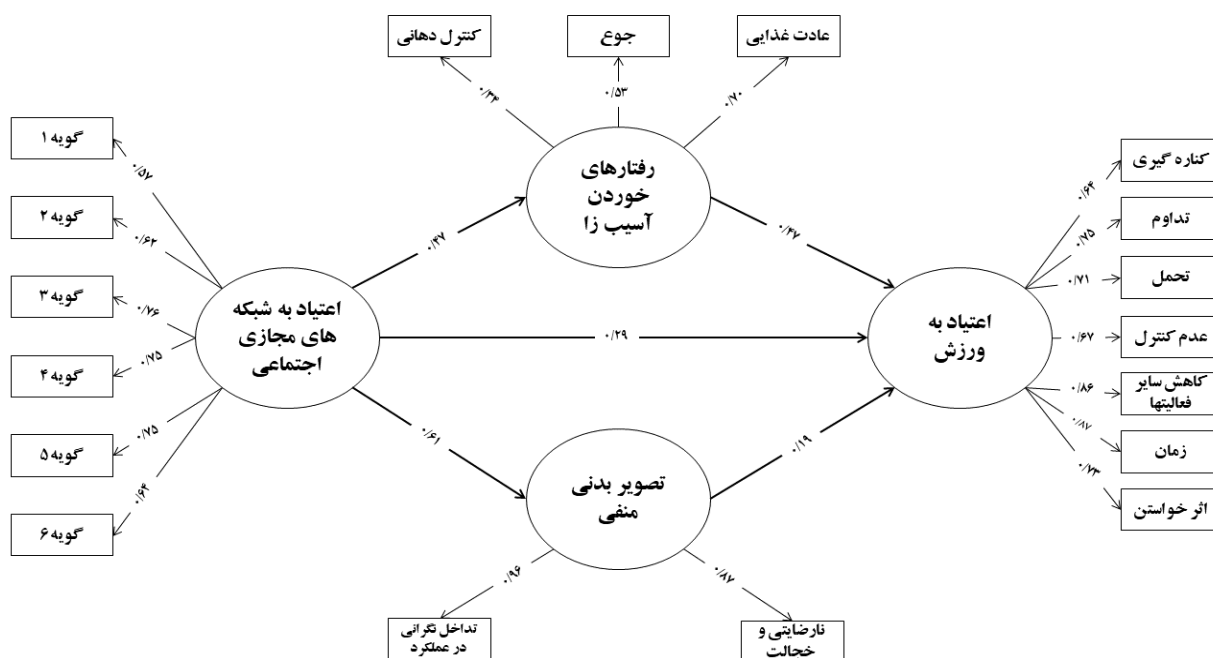 کنترل دهانی
جوع
عادت غذایی
۰/۳۴
۰/۵۳
۰/۷۰
رفتارهای
خوردن
آسیب زا
گویه ۱
گویه ۲
گویه ۳
گویه ۴
گویه ۵
گویه ۶
۰/۵۷
۰/۶۲
۰/۷۶
۰/۷۵
۰/۷۵
۰/۶۴
اعتیاد به شبکه
های مجازی
اجتماعی
۰/۴۷
۰/۲۹
۰/۶۱
۰/۴۷
۰/۱۹
اعتیاد به
ورزش
۰/۶۴
۰/۷۵
۰/۷۱
۰/۶۷
۰/۸۶
۰/۸۷
۰/۷۳
کناره گیری
تداوم
تحمل
عدم کنترل
کاهش سایر
فعالیتها
زمان
اثر خواستن
تصویر بدنی
منفی
۰/۹۶
۰/۸۷
تداخل نگرانی
در عملکرد
نارضایتی و
خجالت